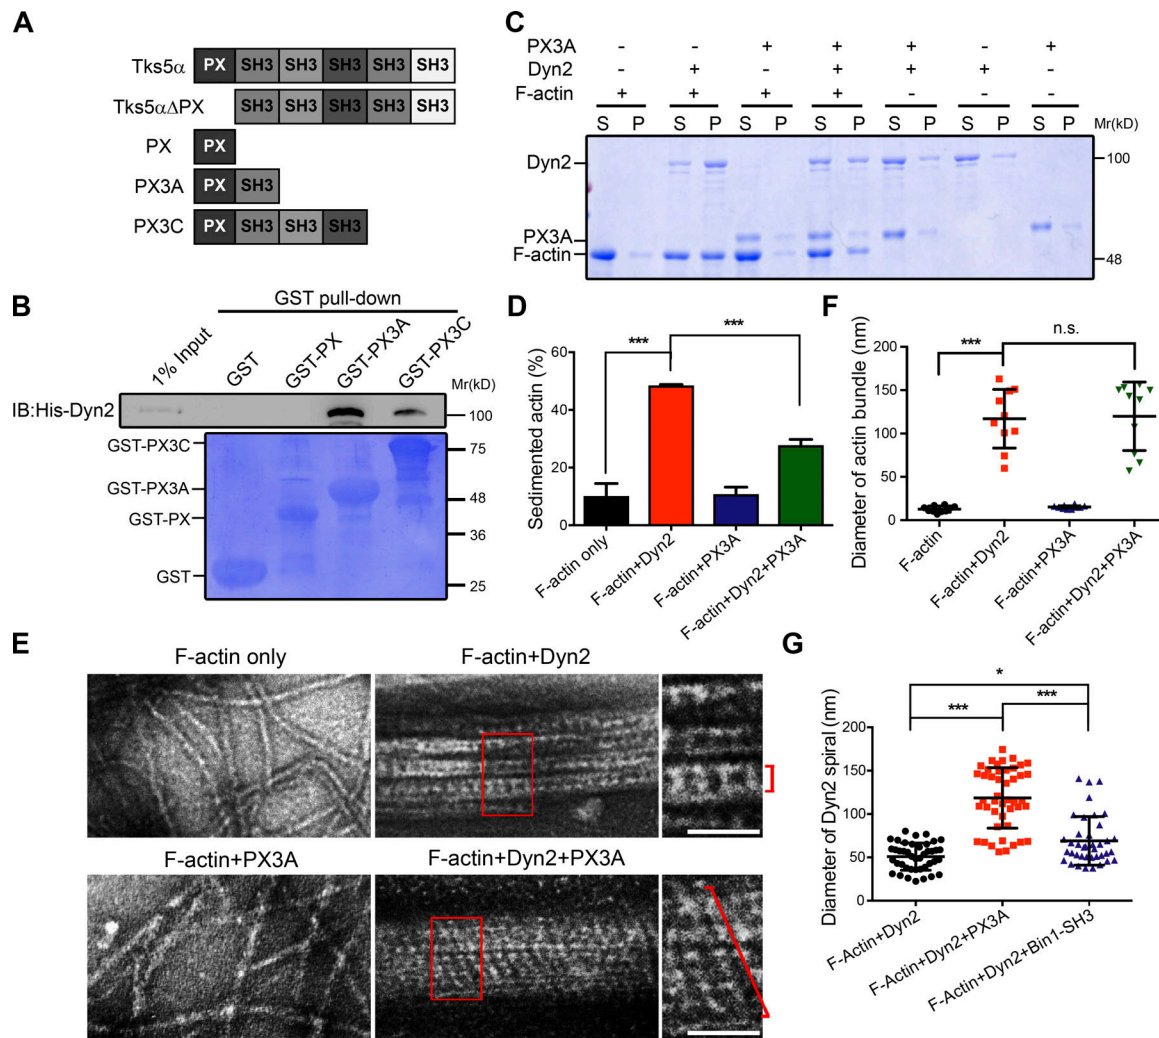 A
Tks5α PX SH3 SH3 SH3 SH3 SH3
Tks5αΔPX SH3 SH3 SH3 SH3 SH3
PX PX
PX3A PX SH3
PX3C PX SH3 SH3 SH3
B
GST pull-down
1% Input GST GST-PX GST-PX3A GST-PX3C
Mr(kD)
IB:His-Dyn2 100
GST-PX3C 75
GST-PX3A 48
GST-PX 36
GST 25
C
PX3A - - + + + - +
Dyn2 - + - + + + -
F-actin + + + + - - -
S P S P S P S P S P S P S P Mr(kD)
Dyn2 100
PX3A
F-actin 48
D
*** ***
Sedimented actin (%)
60
40
20
0
F-actin only F-actin+Dyn2 F-actin+PX3A F-actin+Dyn2+PX3A
F
*** n.s.
Diameter of actin bundle (nm)
200
150
100
50
0
F-actin F-actin+Dyn2 F-actin+PX3A F-actin+Dyn2+PX3A
E
F-actin only F-actin+Dyn2
F-actin+PX3A F-actin+Dyn2+PX3A
G
*
*** ***
Diameter of Dyn2 spiral (nm)
200
150
100
50
0
F-Actin+Dyn2 F-Actin+Dyn2+PX3A F-Actin+Dyn2+Bin1-SH3